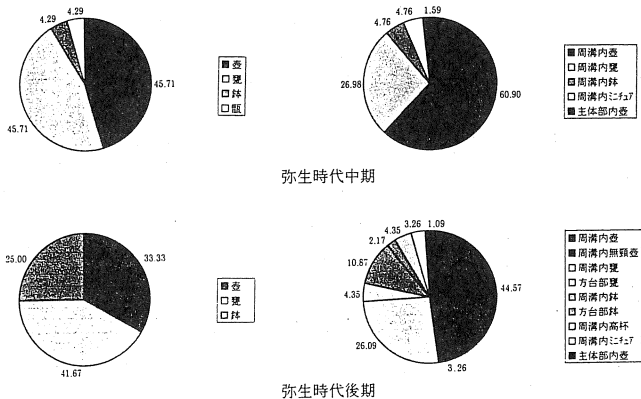 4.29 4.29
45.71
45.71
壺
甕
鉢
甑
4.76 4.76 1.59
26.98
60.90
周溝内壺
周溝内甕
周溝内鉢
周溝内ミニチュア
主体部内壺
弥生時代中期
25.00
33.33
41.67
壺
甕
鉢
4.35 3.26 1.09
2.17
10.87
4.35
26.09
44.57
3.26
周溝内壺
周溝内無頸壺
周溝内甕
方台部甕
周溝内鉢
方台部鉢
周溝内高杯
周溝内ミニチュア
主体部内壺
弥生時代後期